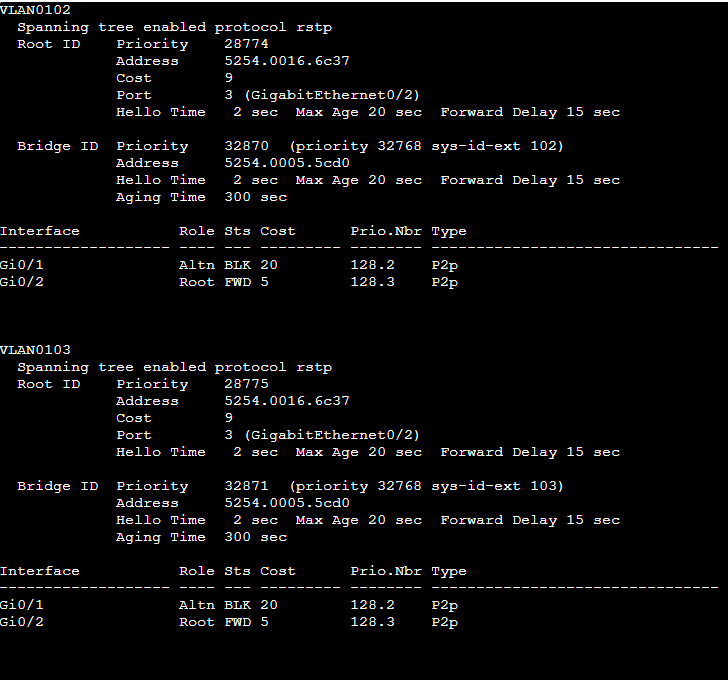 VLAN0102
  Spanning tree enabled protocol rstp
  Root ID    Priority    28774
             Address     5254.0016.6c37
             Cost        9
             Port        3 (GigabitEthernet0/2)
             Hello Time   2 sec  Max Age 20 sec  Forward Delay 15 sec

  Bridge ID  Priority    32870  (priority 32768 sys-id-ext 102)
             Address     5254.0005.5cd0
             Hello Time   2 sec  Max Age 20 sec  Forward Delay 15 sec
             Aging Time  300 sec

Interface           Role Sts Cost      Prio.Nbr Type
------------------- ---- --- --------- -------- --------------------------------
Gi0/1               Altn BLK 20        128.2    P2p
Gi0/2               Root FWD 5         128.3    P2p

VLAN0103
  Spanning tree enabled protocol rstp
  Root ID    Priority    28775
             Address     5254.0016.6c37
             Cost        9
             Port        3 (GigabitEthernet0/2)
             Hello Time   2 sec  Max Age 20 sec  Forward Delay 15 sec

  Bridge ID  Priority    32871  (priority 32768 sys-id-ext 103)
             Address     5254.0005.5cd0
             Hello Time   2 sec  Max Age 20 sec  Forward Delay 15 sec
             Aging Time  300 sec

Interface           Role Sts Cost      Prio.Nbr Type
------------------- ---- --- --------- -------- --------------------------------
Gi0/1               Altn BLK 20        128.2    P2p
Gi0/2               Root FWD 5         128.3    P2p